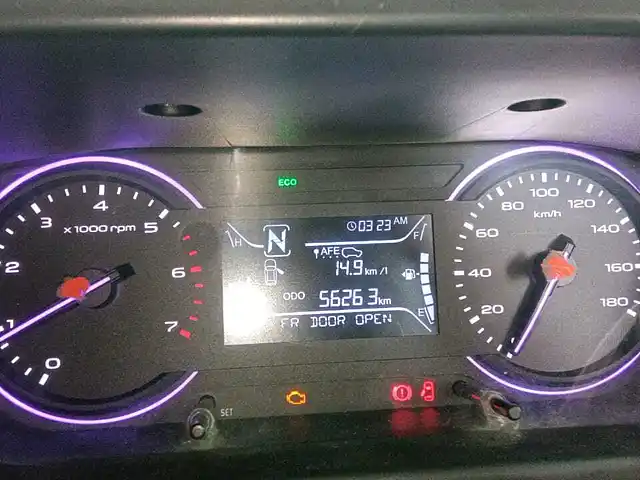 ECO
0 1 2 3 4 5 6 7
x1000 rpm
H
N
03 23 AM
F
AFE
14.9 km/l
ODO 56263 km
E
FR DOOR OPEN
20 40 60 80 100 120 140 160 180
km/h
SET